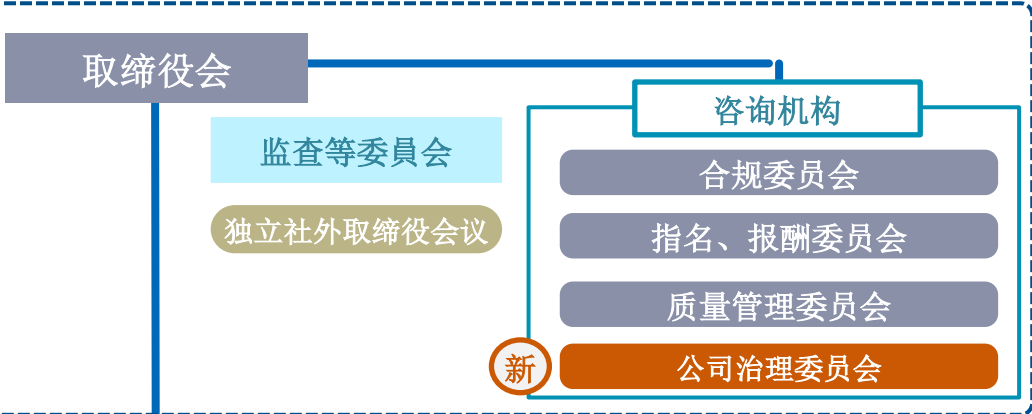 取締役会
咨询机构
监查等委員会
合规委员会
独立社外取締役会议
指名、报酬委员会
质量管理委员会
新
公司治理委员会